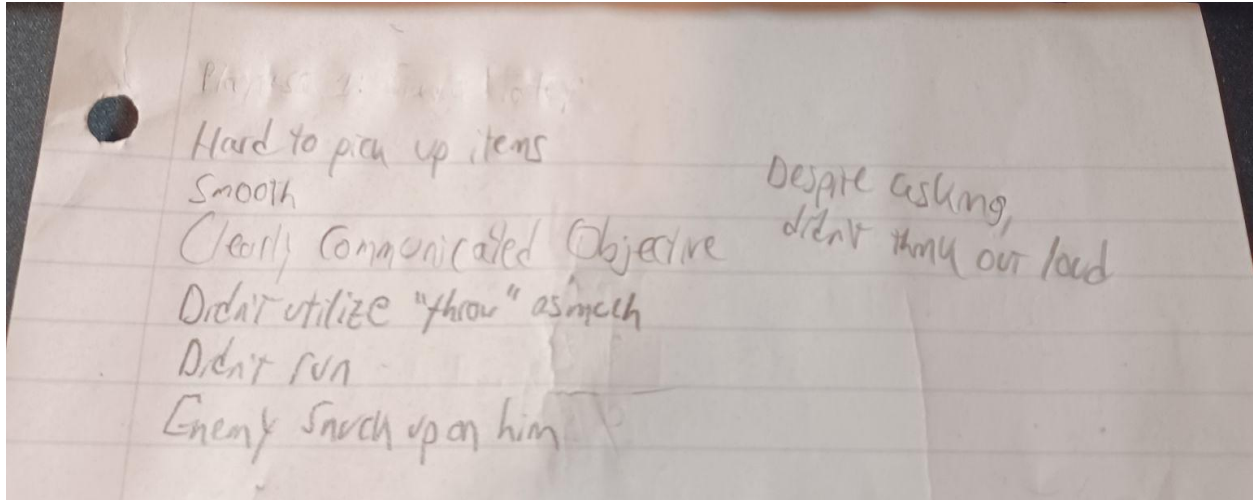 Hard to pick up items
Smooth
Clearly Communicated Objective
Didn't utilize "throw" as much
Didn't run
Enemy snuck up on him
Despite asking,
didn't think out loud